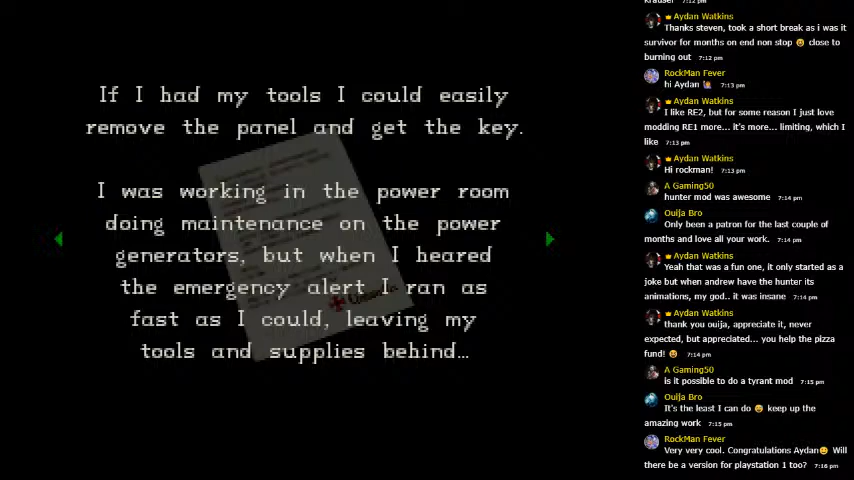 If I had my tools I could easily
remove the panel and get the key.
I was working in the power room
doing maintenance on the power
generators, but when I heared
the emergency alert I ran as
fast as I could, leaving my
tools and supplies behind...
7:12 pm
Aydan Watkins
Thanks steven, took a short break as i was it
survivor for months on end non stop 😅 close to
burning out 7:12 pm
RockMan Fever
hi Aydan 🙋 7:13 pm
Aydan Watkins
I like RE2, but for some reason I just love
modding RE1 more... it's more... limiting, which I
like 7:13 pm
Aydan Watkins
Hi rockman! 7:13 pm
A Gaming50
hunter mod was awesome 7:14 pm
Ouija Bro
Only been a patron for the last couple of
months and love all your work. 7:14 pm
Aydan Watkins
Yeah that was a fun one, it only started as a
joke but when andrew have the hunter its
animations, my god.. it was insane 7:14 pm
Aydan Watkins
thank you ouija, appreciate it, never
expected, but appreciated... you help the pizza
fund! 😆 7:14 pm
A Gaming50
is it possible to do a tyrant mod 7:15 pm
Ouija Bro
It's the least I can do 😄 keep up the
amazing work 7:15 pm
RockMan Fever
Very very cool. Congratulations Aydan😃 Will
there be a version for playstation 1 too? 7:16 pm